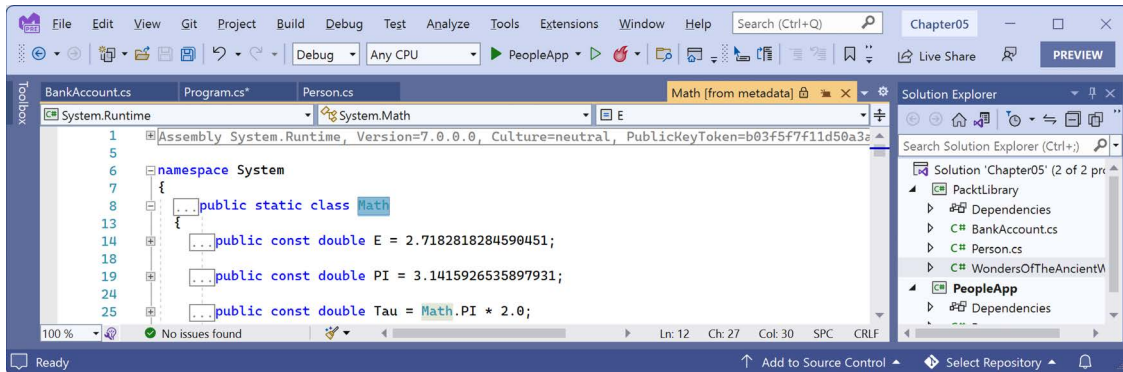 File Edit View Git Project Build Debug Test Analyze Tools Extensions Window Help Search (Ctrl+Q) Chapter05
Debug Any CPU PeopleApp Live Share PREVIEW
Toolbox
BankAccount.cs Program.cs* Person.cs Math [from metadata]
System.Runtime System.Math E
1 Assembly System.Runtime, Version=7.0.0.0, Culture=neutral, PublicKeyToken=b03f5f7f11d50a3a
5
6 namespace System
7 {
8 ...public static class Math
13 {
14 ...public const double E = 2.7182818284590451;
18
19 ...public const double PI = 3.1415926535897931;
24
25 ...public const double Tau = Math.PI * 2.0;
100 % No issues found Ln: 12 Ch: 27 Col: 30 SPC CRLF
Solution Explorer
Search Solution Explorer (Ctrl+;)
Solution 'Chapter05' (2 of 2 pro
C# PacktLibrary
Dependencies
C# BankAccount.cs
C# Person.cs
C# WondersOfTheAncientW
C# PeopleApp
Dependencies
Ready Add to Source Control Select Repository